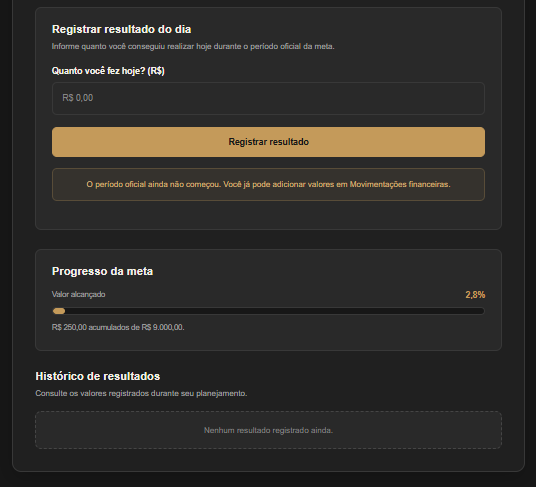 Registrar resultado do dia
Informe quanto você conseguiu realizar hoje durante o período oficial da meta.
Quanto você fez hoje? (R$)
R$ 0,00
Registrar resultado
O período oficial ainda não começou. Você já pode adicionar valores em Movimentações financeiras.
Progresso da meta
Valor alcançado
2,8%
R$ 250,00 acumulados de R$ 9.000,00.
Histórico de resultados
Consulte os valores registrados durante seu planejamento.
Nenhum resultado registrado ainda.